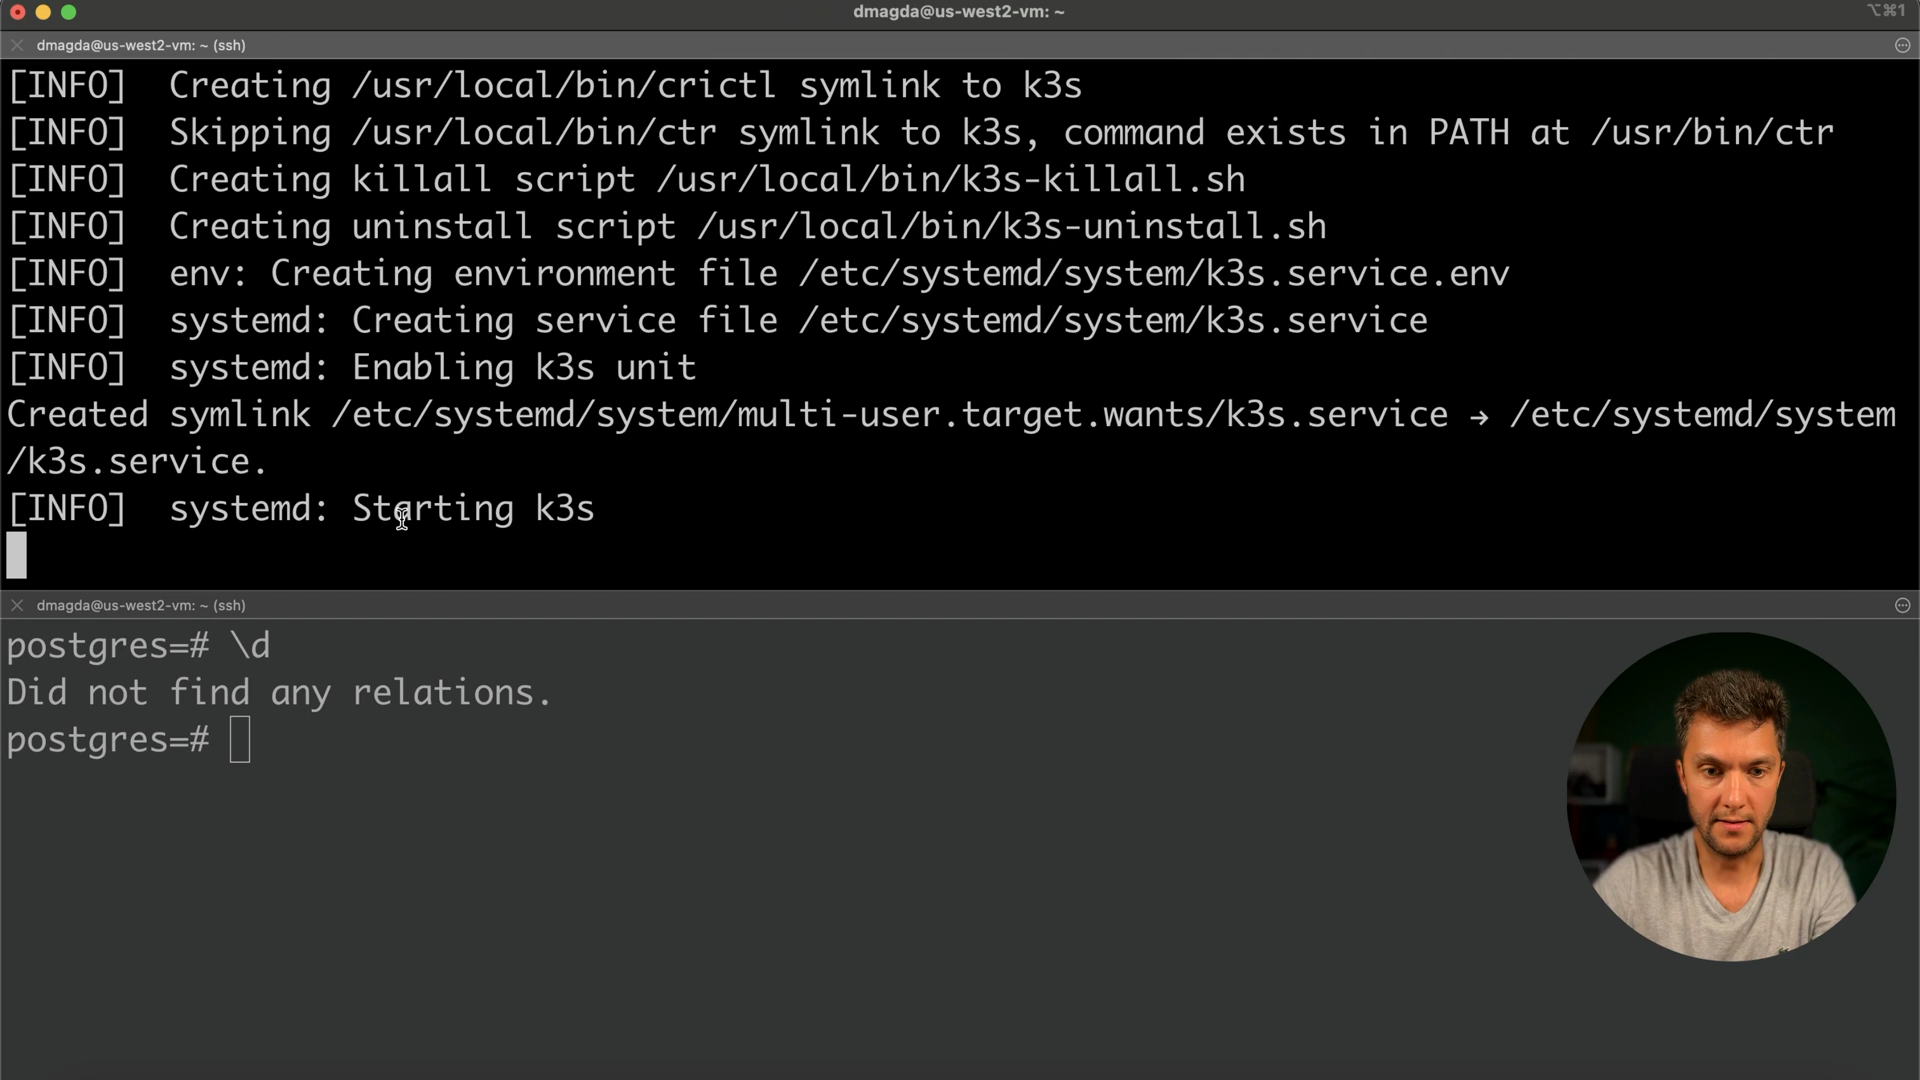 dmagda@us-west2-vm: ~
⌥⌘1
dmagda@us-west2-vm: ~ (ssh)
[INFO]  Creating /usr/local/bin/crictl symlink to k3s
[INFO]  Skipping /usr/local/bin/ctr symlink to k3s, command exists in PATH at /usr/bin/ctr
[INFO]  Creating killall script /usr/local/bin/k3s-killall.sh
[INFO]  Creating uninstall script /usr/local/bin/k3s-uninstall.sh
[INFO]  env: Creating environment file /etc/systemd/system/k3s.service.env
[INFO]  systemd: Creating service file /etc/systemd/system/k3s.service
[INFO]  systemd: Enabling k3s unit
Created symlink /etc/systemd/system/multi-user.target.wants/k3s.service → /etc/systemd/system
/k3s.service.
[INFO]  systemd: Starting k3s
dmagda@us-west2-vm: ~ (ssh)
postgres=# \d
Did not find any relations.
postgres=#